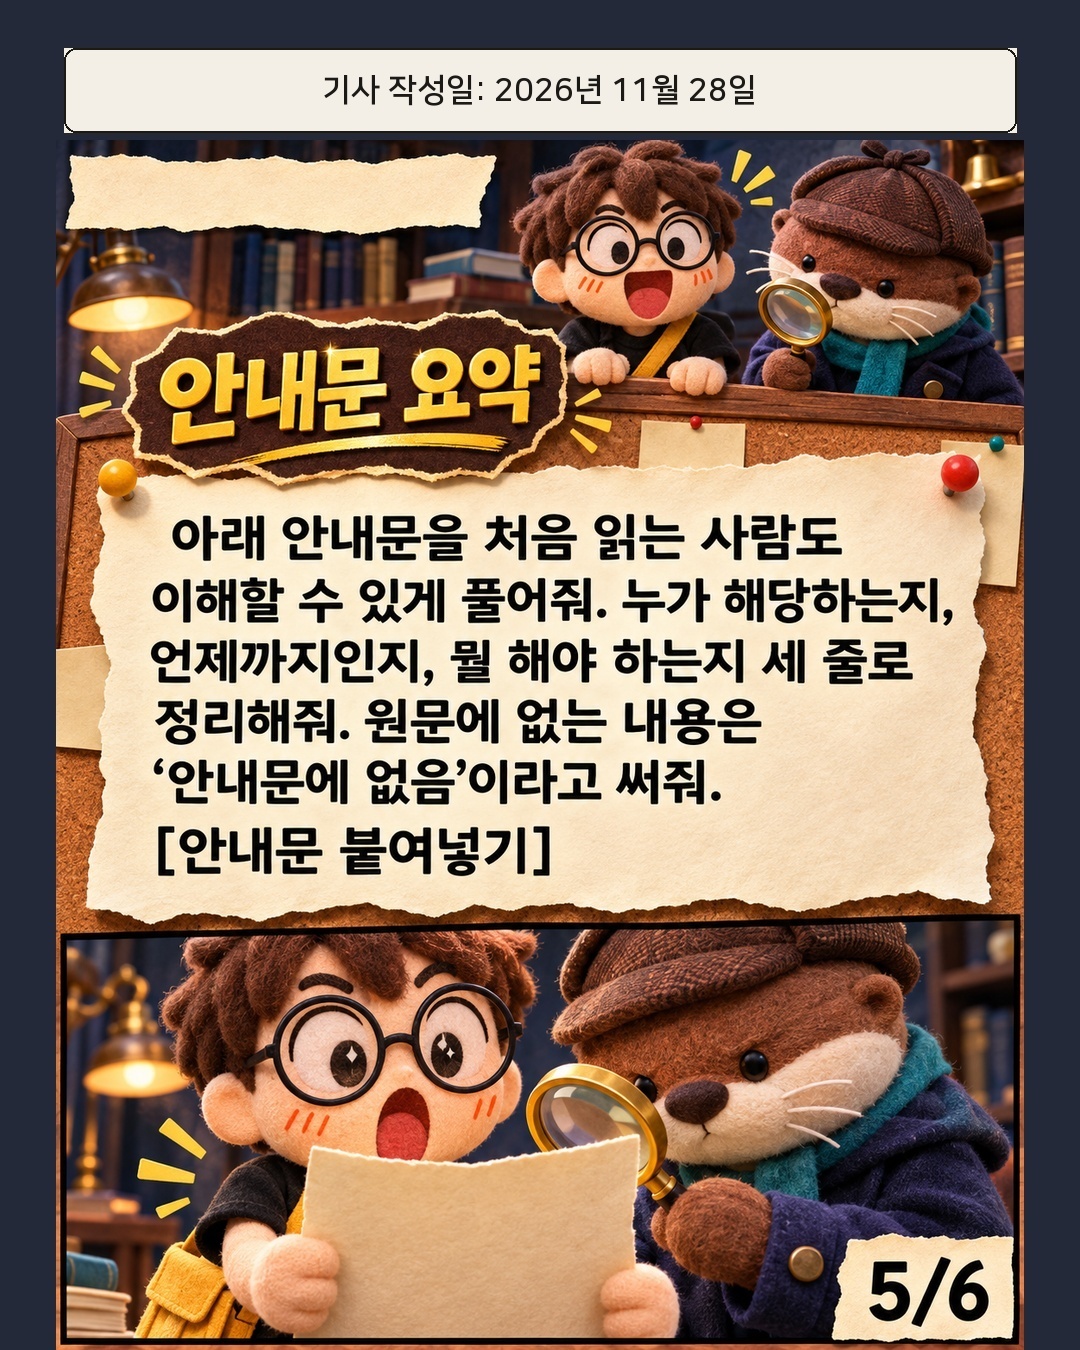 기사 작성일: 2026년 11월 28일
안내문 요약
아래 안내문을 처음 읽는 사람도
이해할 수 있게 풀어줘. 누가 해당하는지,
언제까지인지, 뭘 해야 하는지 세 줄로
정리해줘. 원문에 없는 내용은
‘안내문에 없음’이라고 써줘.
[안내문 붙여넣기]
5/6